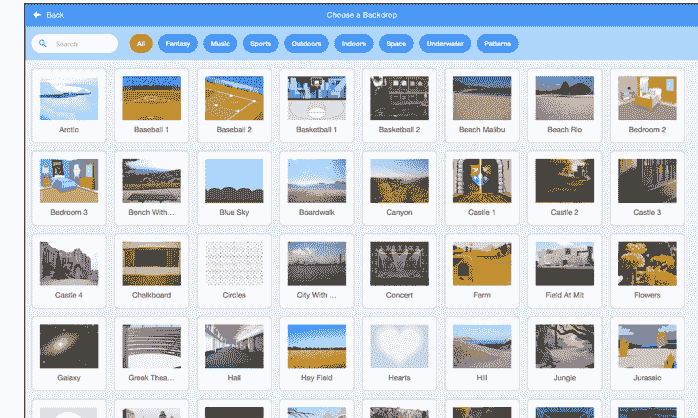 Back Choose a Backdrop
Search All Fantasy Music Sports Outdoors Indoors Space Underwater Patterns
Arctic Baseball 1 Baseball 2 Basketball 1 Basketball 2 Beach Malibu Beach Rio Bedroom 2
Bedroom 3 Bench With... Blue Sky Boardwalk Canyon Castle 1 Castle 2 Castle 3
Castle 4 Chalkboard Circles City With ... Concert Farm Field At Mit Flowers
Galaxy Greek Thea... Hall Hay Field Hearts Hill Jungle Jurassic